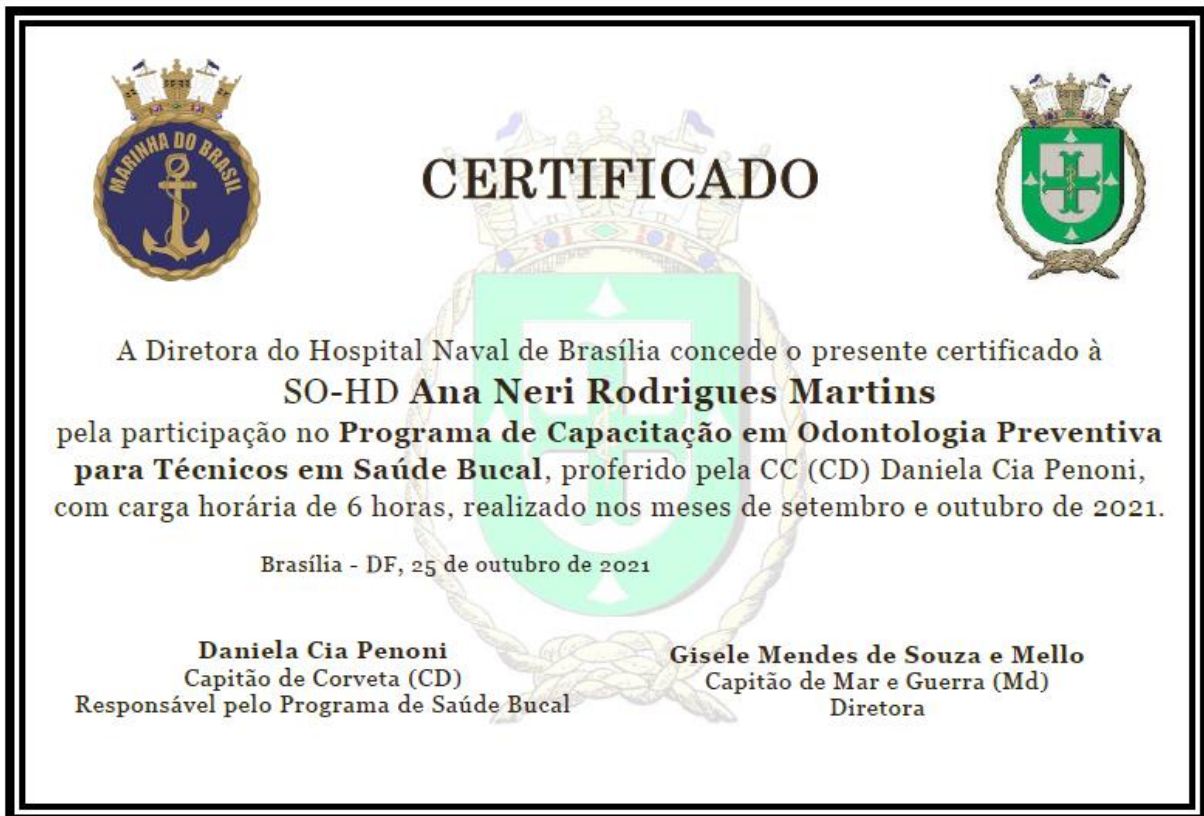 MARINHA DO BRASIL
CERTIFICADO
A Diretora do Hospital Naval de Brasília concede o presente certificado à
SO-HD Ana Neri Rodrigues Martins
pela participação no Programa de Capacitação em Odontologia Preventiva
para Técnicos em Saúde Bucal, proferido pela CC (CD) Daniela Cia Penoni,
com carga horária de 6 horas, realizado nos meses de setembro e outubro de 2021.
Brasília - DF, 25 de outubro de 2021
Daniela Cia Penoni
Capitão de Corveta (CD)
Responsável pelo Programa de Saúde Bucal
Gisele Mendes de Souza e Mello
Capitão de Mar e Guerra (Md)
Diretora